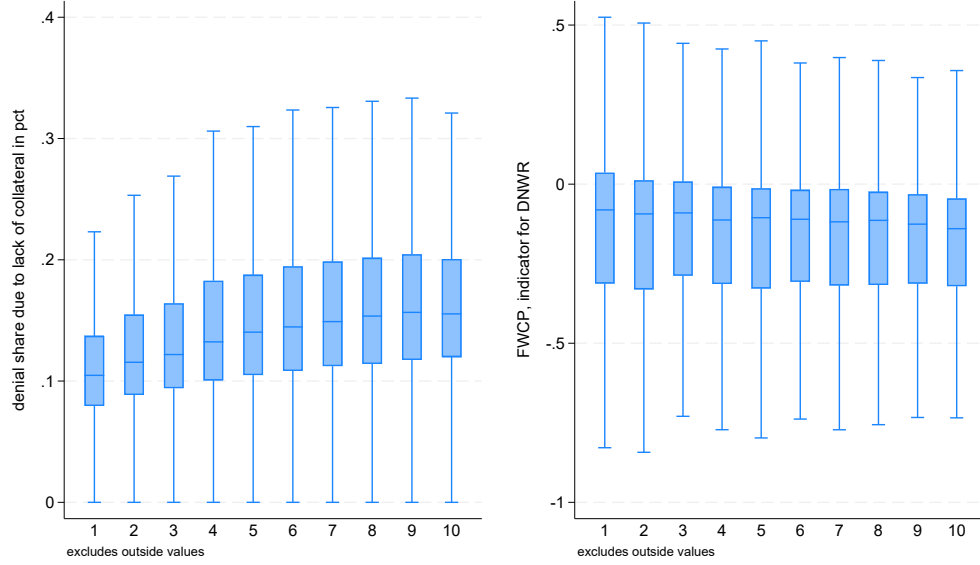 denial share due to lack of collateral in pct
.4
.3
.2
.1
0
1 2 3 4 5 6 7 8 9 10
excludes outside values
FWCP, indicator for DNWR
.5
0
-.5
-1
1 2 3 4 5 6 7 8 9 10
excludes outside values